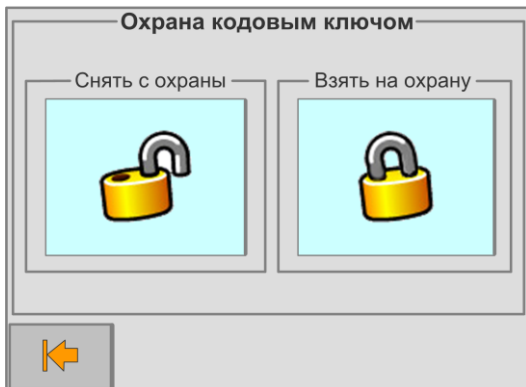 Охрана кодовым ключом
Снять с охраны
Взять на охрану